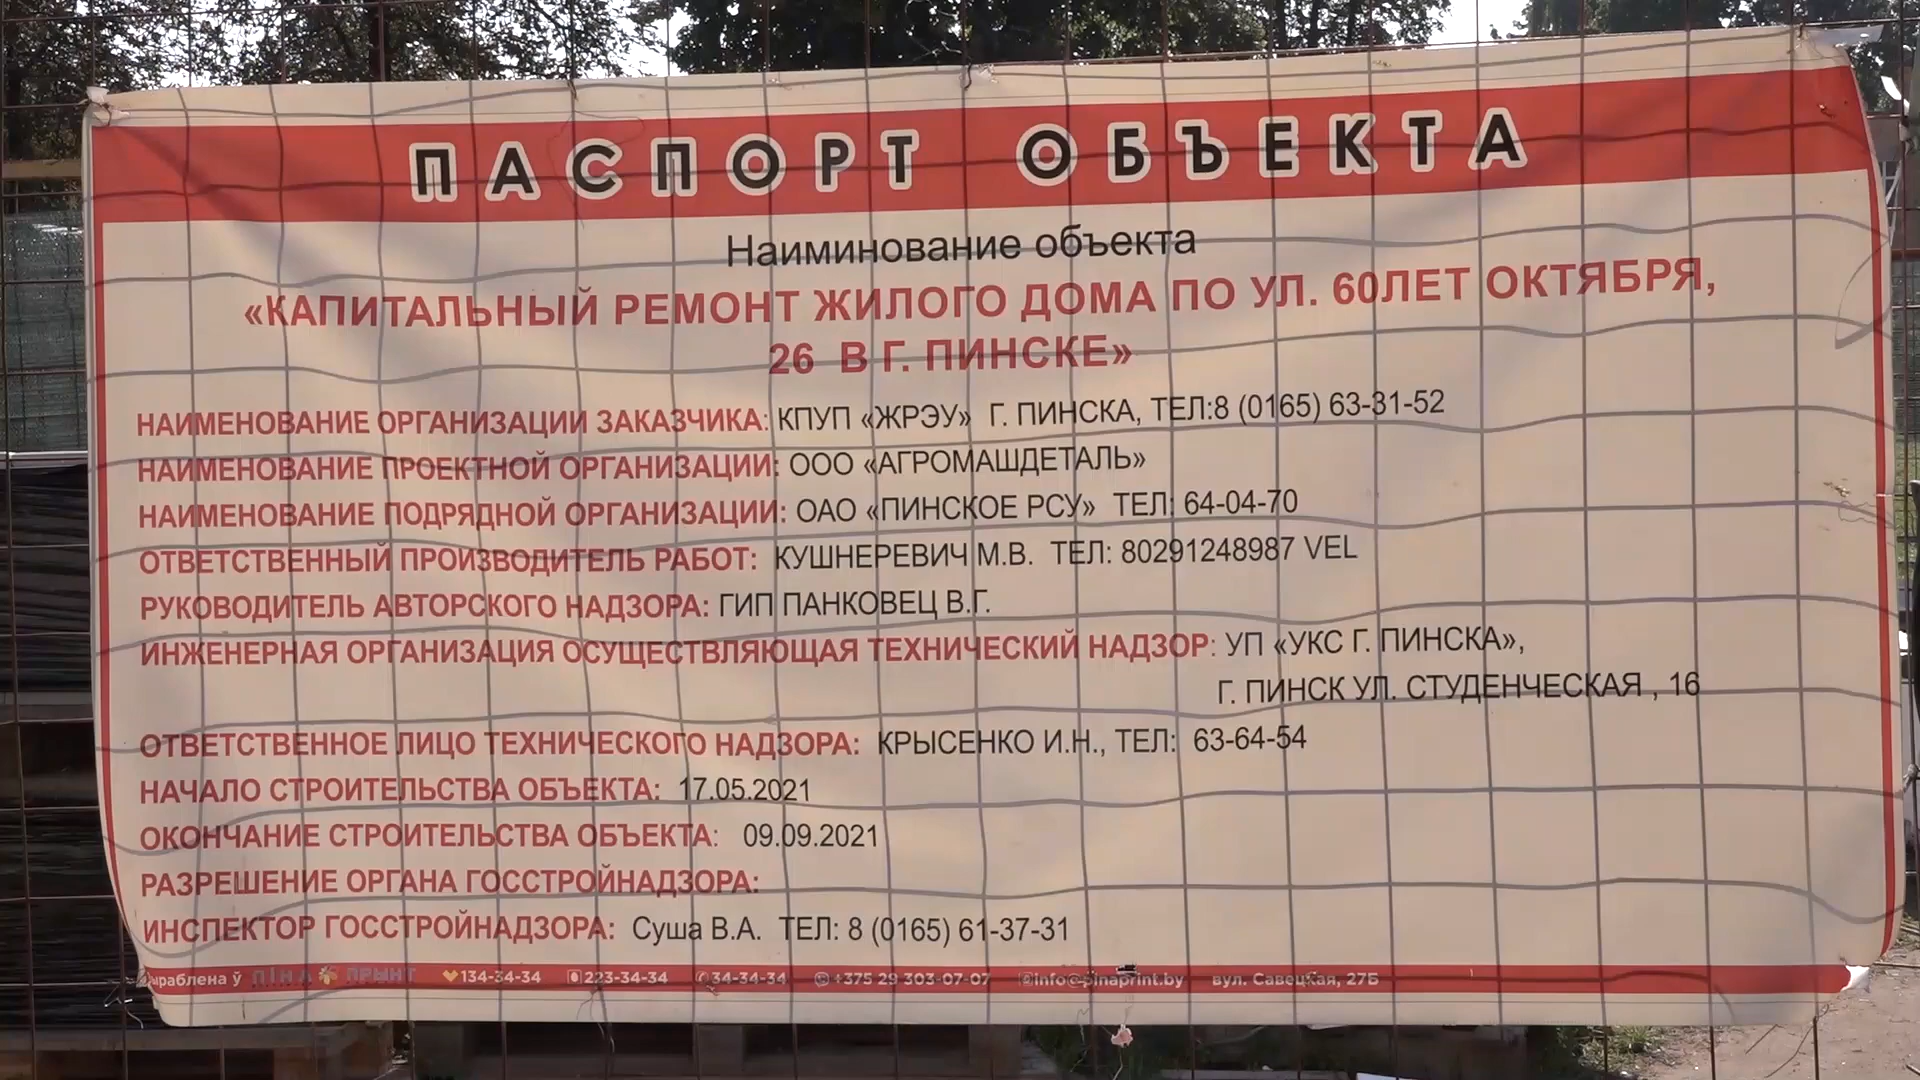 ПАСПОРТ ОБЪЕКТА
Наиминование объекта
«КАПИТАЛЬНЫЙ РЕМОНТ ЖИЛОГО ДОМА ПО УЛ. 60ЛЕТ ОКТЯБРЯ,
26 В Г. ПИНСКЕ»
НАИМЕНОВАНИЕ ОРГАНИЗАЦИИ ЗАКАЗЧИКА: КПУП «ЖРЭУ» Г. ПИНСКА, ТЕЛ:8 (0165) 63-31-52
НАИМЕНОВАНИЕ ПРОЕКТНОЙ ОРГАНИЗАЦИИ: ООО «АГРОМАШДЕТАЛЬ»
НАИМЕНОВАНИЕ ПОДРЯДНОЙ ОРГАНИЗАЦИИ: ОАО «ПИНСКОЕ РСУ» ТЕЛ: 64-04-70
ОТВЕТСТВЕННЫЙ ПРОИЗВОДИТЕЛЬ РАБОТ: КУШНЕРЕВИЧ М.В. ТЕЛ: 80291248987 VEL
РУКОВОДИТЕЛЬ АВТОРСКОГО НАДЗОРА: ГИП ПАНКОВЕЦ В.Г.
ИНЖЕНЕРНАЯ ОРГАНИЗАЦИЯ ОСУЩЕСТВЛЯЮЩАЯ ТЕХНИЧЕСКИЙ НАДЗОР: УП «УКС Г. ПИНСКА»,
Г. ПИНСК УЛ. СТУДЕНЧЕСКАЯ , 16
ОТВЕТСТВЕННОЕ ЛИЦО ТЕХНИЧЕСКОГО НАДЗОРА: КРЫСЕНКО И.Н., ТЕЛ: 63-64-54
НАЧАЛО СТРОИТЕЛЬСТВА ОБЪЕКТА: 17.05.2021
ОКОНЧАНИЕ СТРОИТЕЛЬСТВА ОБЪЕКТА: 09.09.2021
РАЗРЕШЕНИЕ ОРГАНА ГОССТРОЙНАДЗОРА:
ИНСПЕКТОР ГОССТРОЙНАДЗОРА: Суша В.А. ТЕЛ: 8 (0165) 61-37-31
ў ПІНА ПРЫНТ 134-34-34 223-34-34 34-34-34 +375 29 303-07-07 info@pinaprint.by вул. Савецкая, 27Б